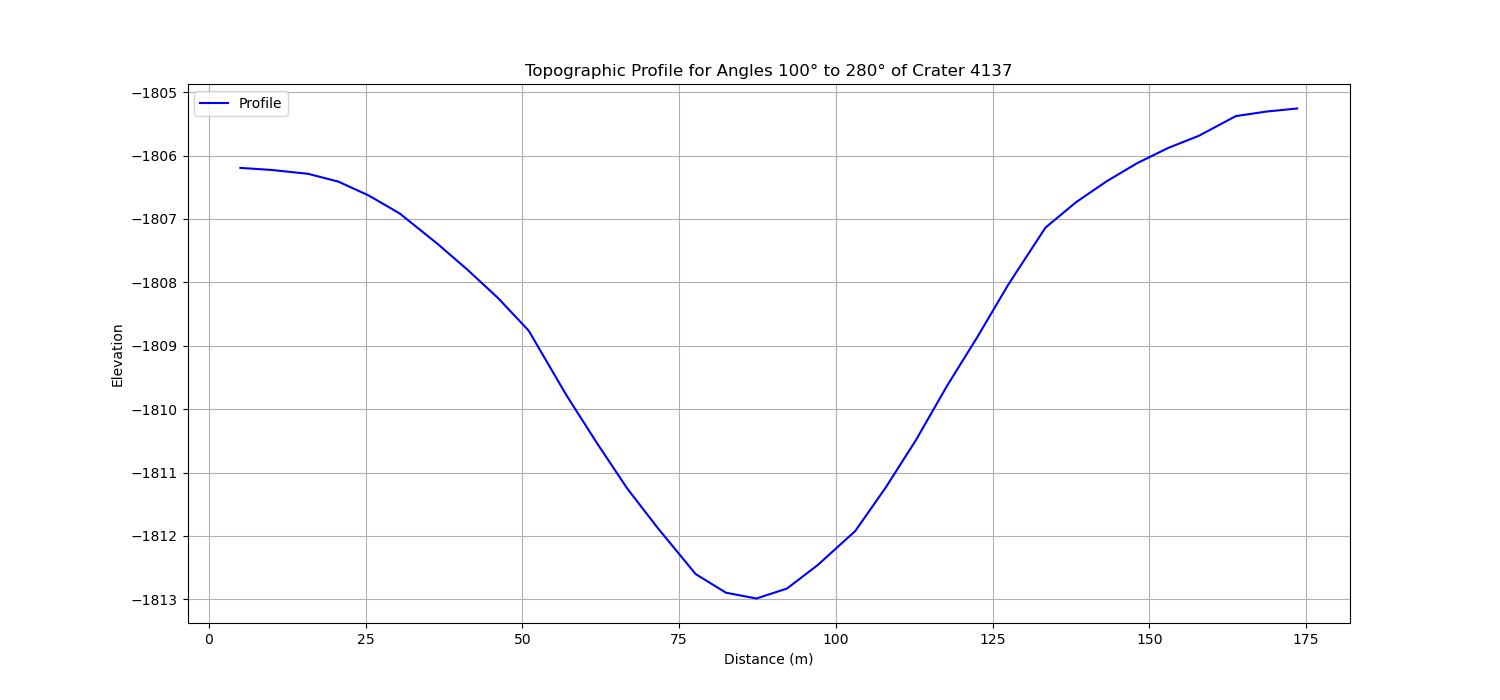 Topographic Profile for Angles 100° to 280° of Crater 4137
Profile
−1805
−1806
−1807
−1808
−1809
−1810
−1811
−1812
−1813
Elevation
0 25 50 75 100 125 150 175
Distance (m)